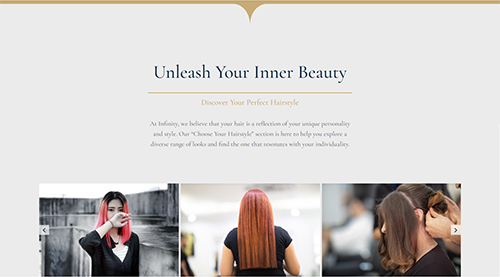 Unleash Your Inner Beauty
Discover Your Perfect Hairstyle
At Infinity, we believe that your hair is a reflection of your unique personality
and style. Our “Choose Your Hairstyle” section is here to help you explore a
diverse range of looks and find the one that resonates with your individuality.